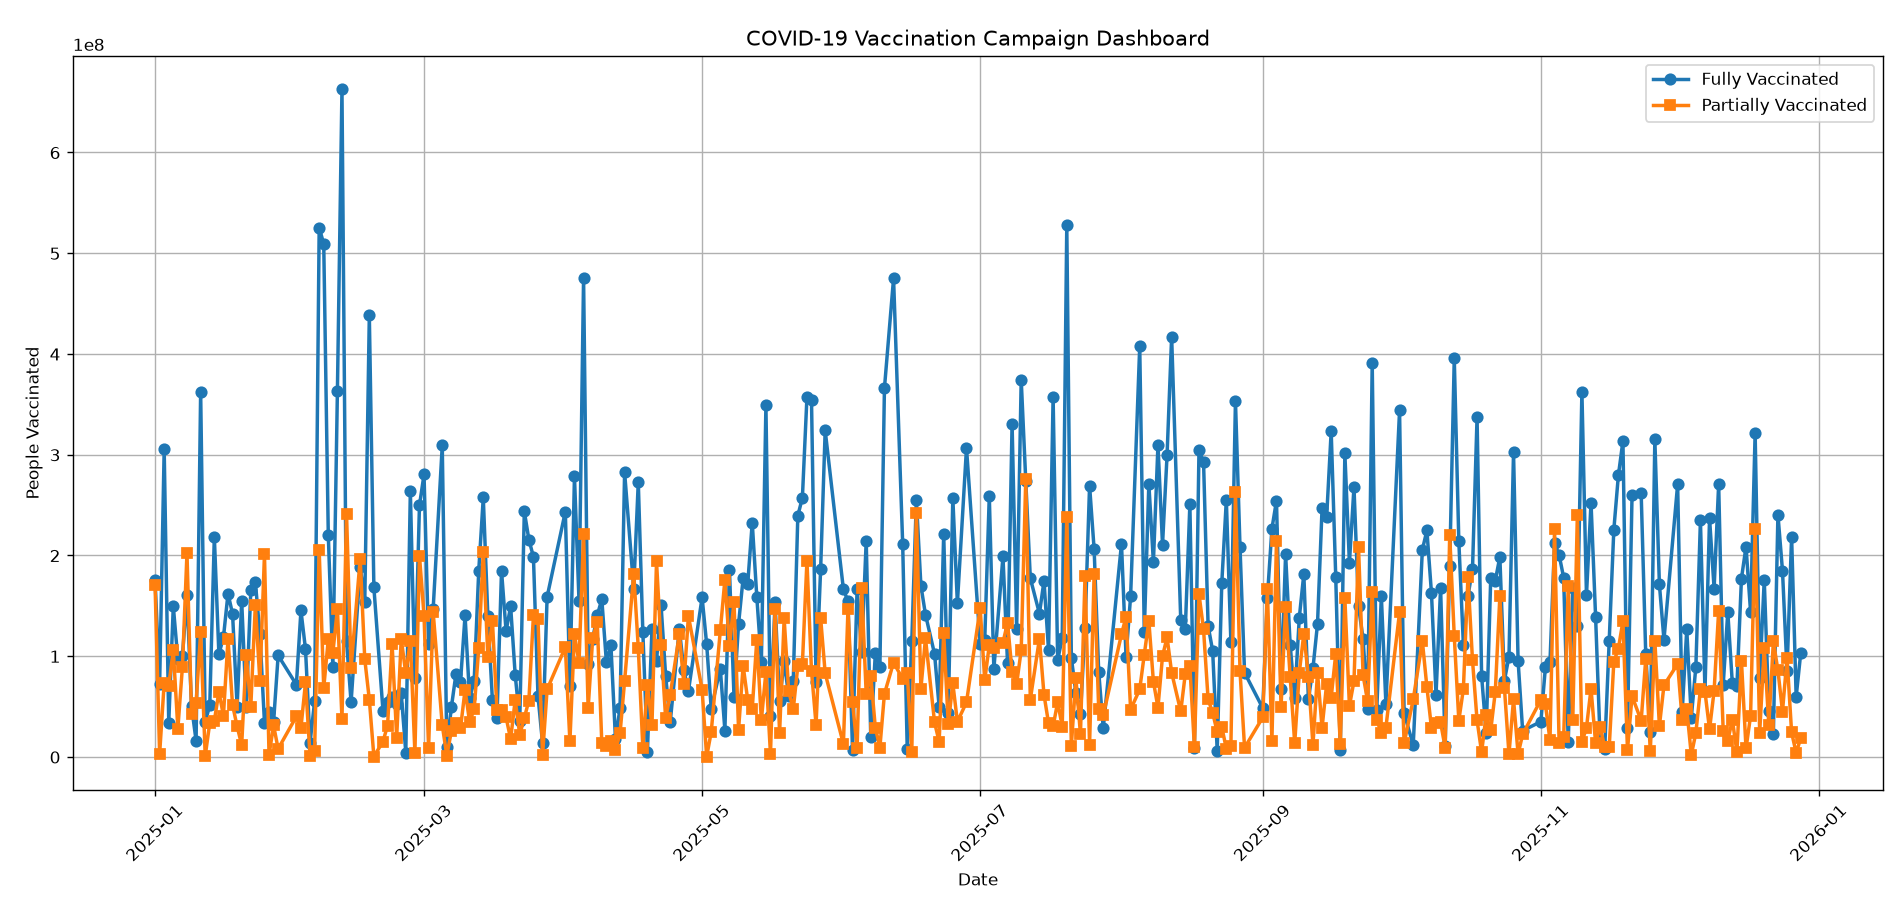 COVID-19 Vaccination Campaign Dashboard
1e8
Fully Vaccinated
Partially Vaccinated
6
5
4
3
2
1
0
People Vaccinated
2025-01
2025-03
2025-05
2025-07
2025-09
2025-11
2026-01
Date